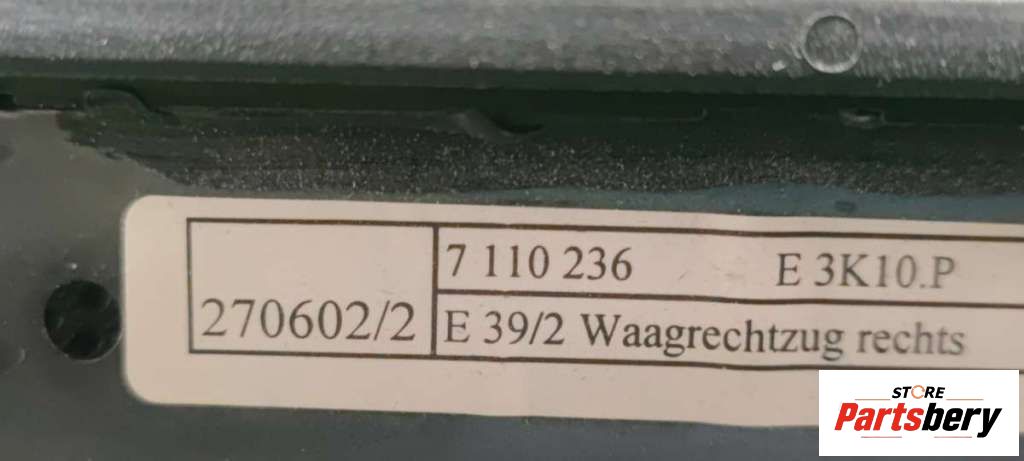 7 110 236 E 3K10.P
270602/2
E 39/2 Waagrechtzug rechts
STORE
Partsbery